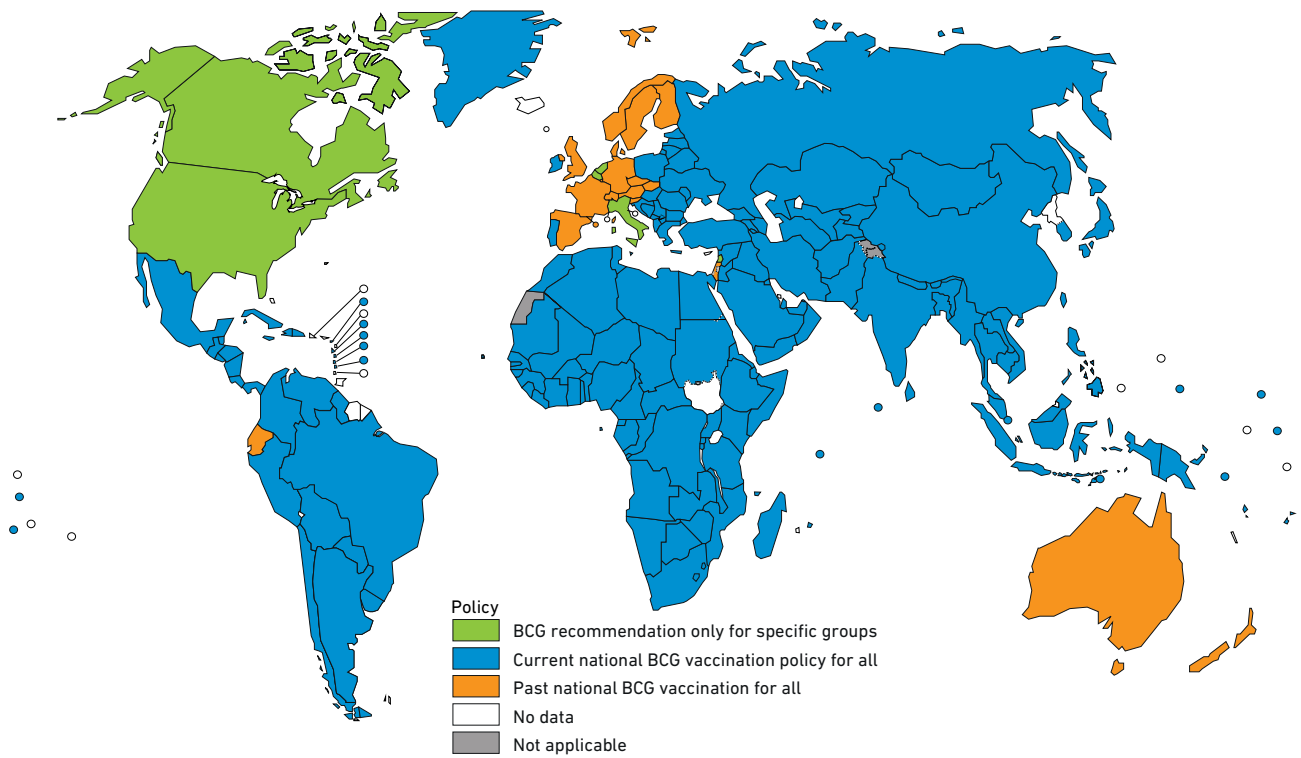 Policy
BCG recommendation only for specific groups
Current national BCG vaccination policy for all
Past national BCG vaccination for all
No data
Not applicable